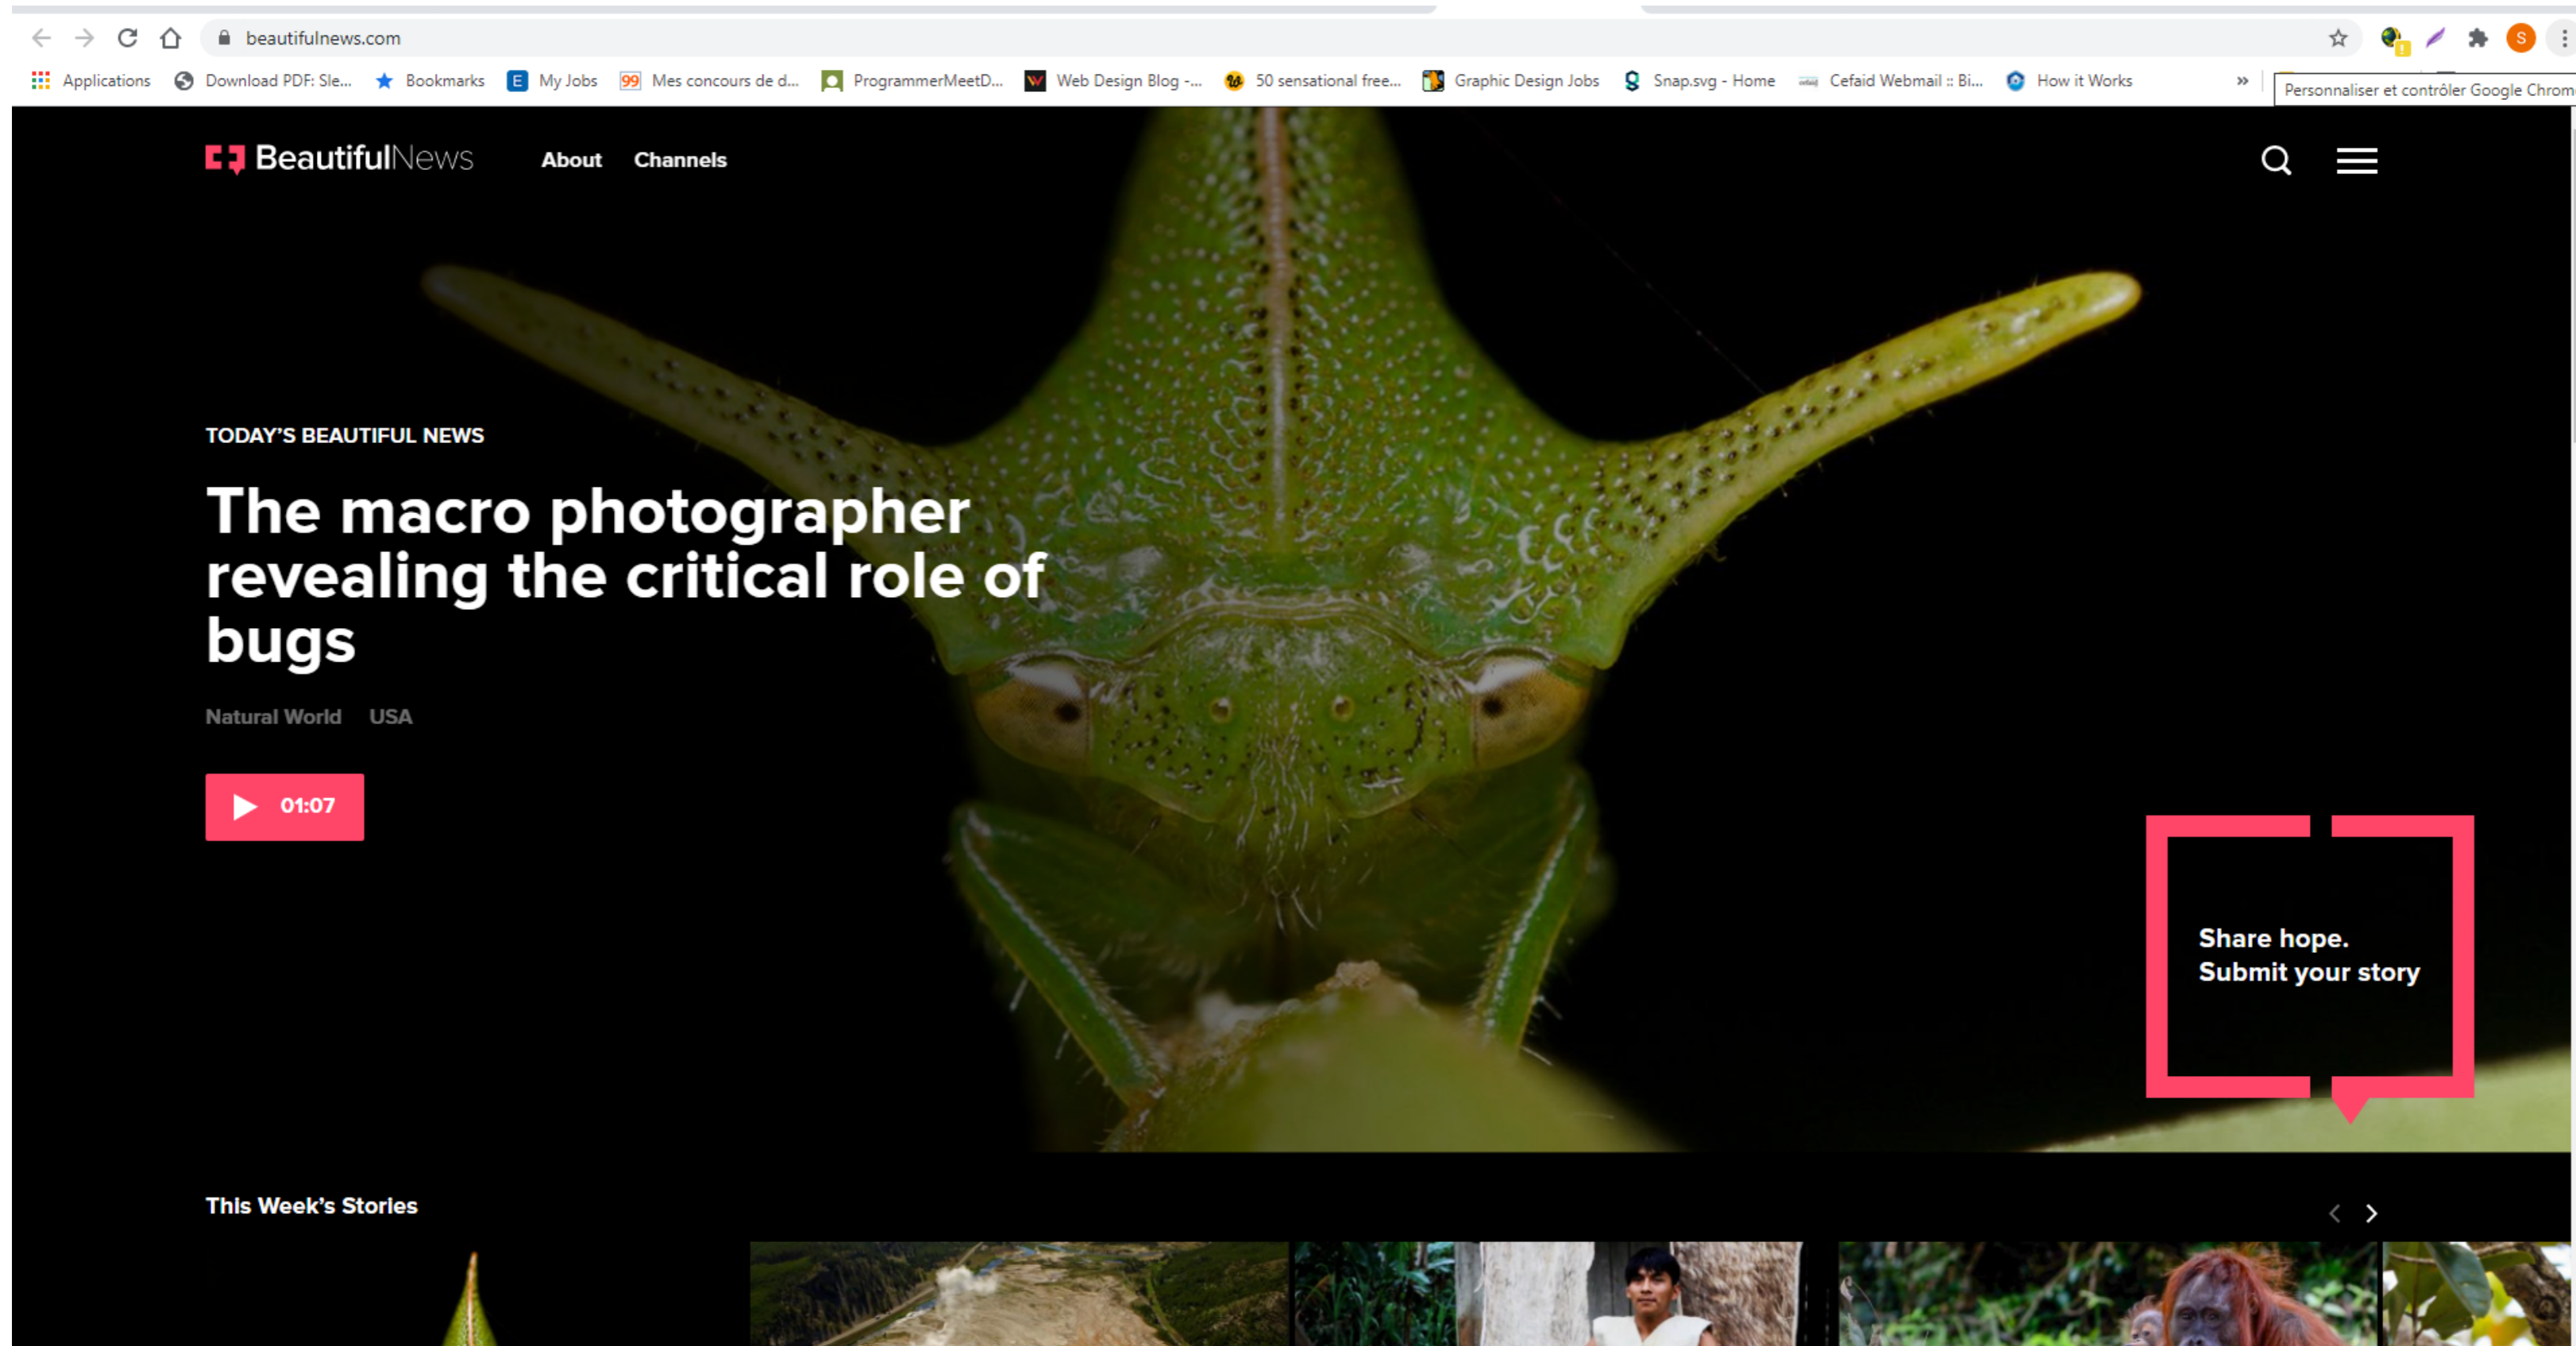 beautifulnews.com
S
Applications
Download PDF: Sle...
Bookmarks
E
My Jobs
99
Mes concours de d...
ProgrammerMeetD...
Web Design Blog -...
50 sensational free...
Graphic Design Jobs
Snap.svg - Home
Cefaid Webmail :: Bi...
How it Works
»
Personnaliser et contrôler Google Chrom
BeautifulNews
About
Channels
TODAY'S BEAUTIFUL NEWS
The macro photographer
revealing the critical role of
bugs
Natural World
USA
01:07
Share hope.
Submit your story
This Week's Stories